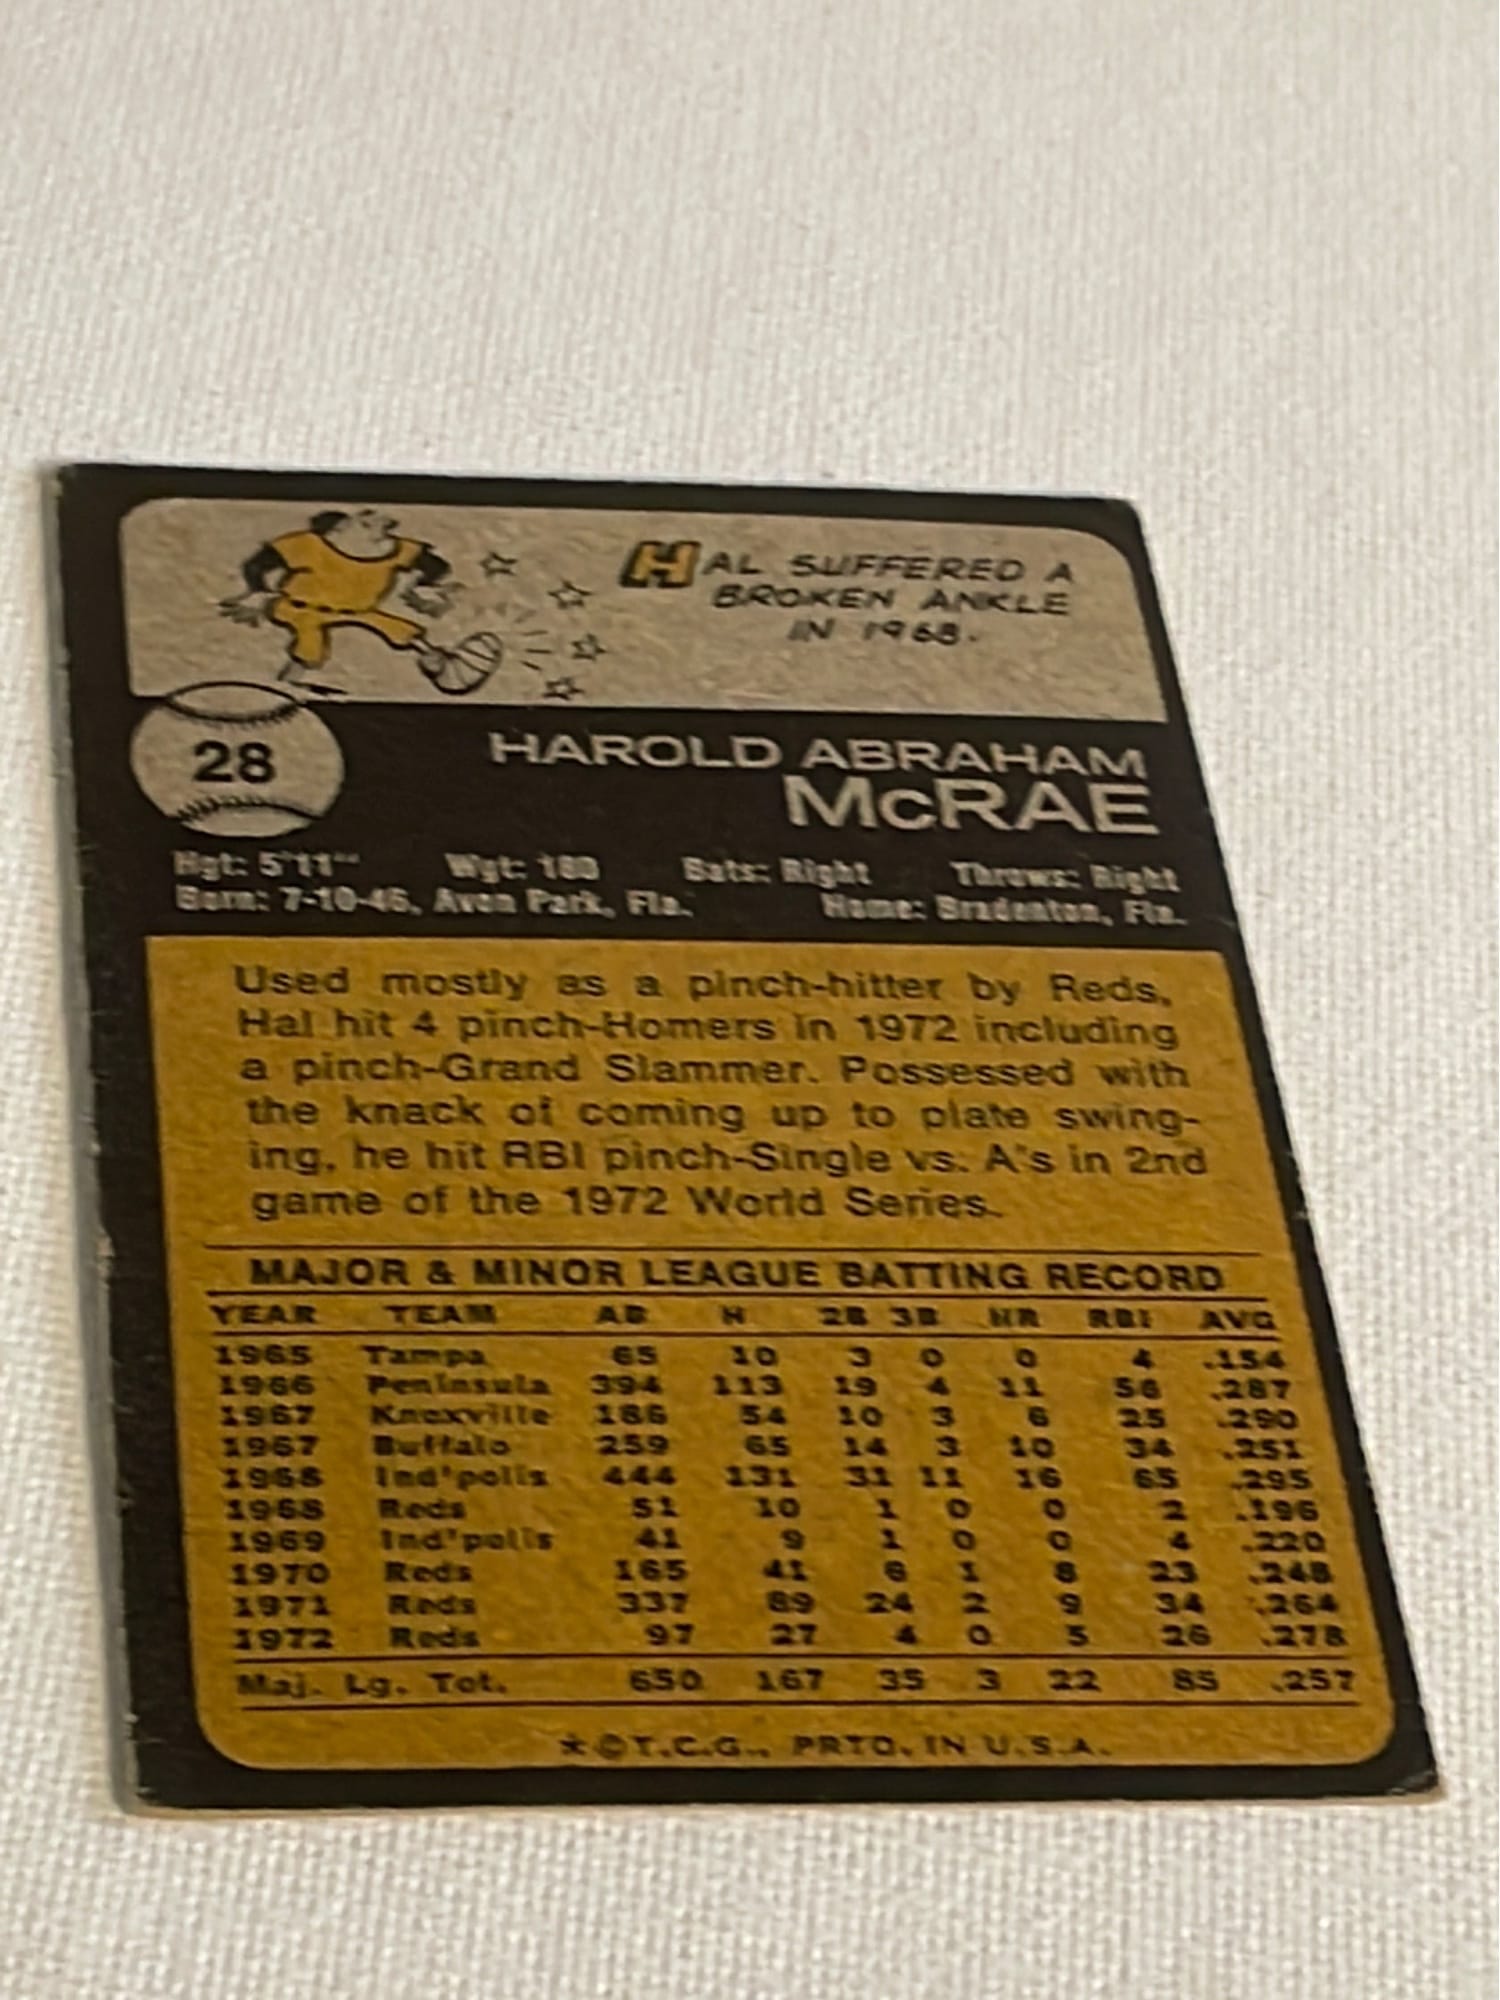 HAL SUFFERED A
BROKEN ANKLE
IN 1968.
28
HAROLD ABRAHAM
McRAE
Hgt: 5'11" Wgt: 180 Bats: Right Throws: Right
Born: 7-10-46, Avon Park, Fla. Home: Bradenton, Fla.
Used mostly as a pinch-hitter by Reds,
Hal hit 4 pinch-Homers in 1972 including
a pinch-Grand Slammer. Possessed with
the knack of coming up to plate swing-
ing, he hit RBI pinch-Single vs. A's in 2nd
game of the 1972 World Series.
MAJOR & MINOR LEAGUE BATTING RECORD
YEAR TEAM AB H 2B 3B HR RBI AVG
1965 Tampa 65 10 3 0 0 4 .154
1966 Peninsula 394 113 19 4 11 56 .287
1967 Knoxville 186 54 10 3 6 25 .290
1967 Buffalo 259 65 14 3 10 34 .251
1968 Ind'polis 444 131 31 11 16 65 .295
1968 Reds 51 10 1 0 0 2 .196
1969 Ind'polis 41 9 1 0 0 4 .220
1970 Reds 165 41 6 1 8 23 .248
1971 Reds 337 89 24 2 9 34 .264
1972 Reds 97 27 4 0 5 26 .278
Maj. Lg. Tot. 650 167 35 3 22 85 .257
* © T.C.G., PRTD. IN U.S.A.